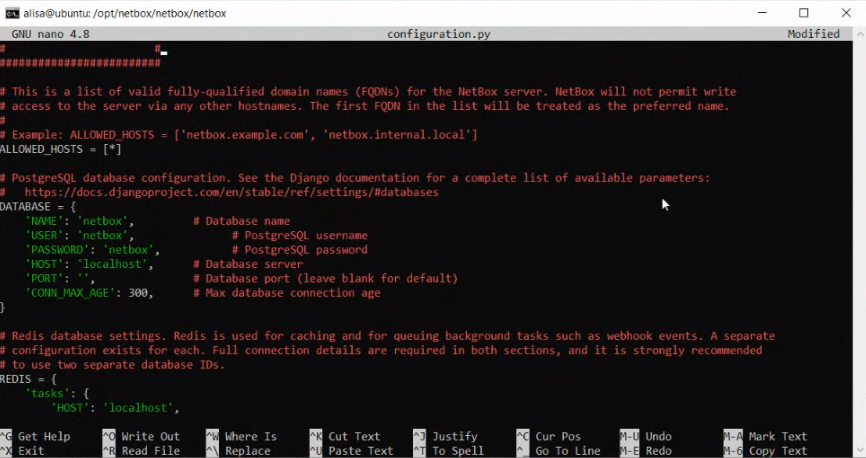 alisa@ubuntu: /opt/netbox/netbox/netbox
GNU nano 4.8 configuration.py Modified
# #
#########################
# This is a list of valid fully-qualified domain names (FQDNs) for the NetBox server. NetBox will not permit write
# access to the server via any other hostnames. The first FQDN in the list will be treated as the preferred name.
#
# Example: ALLOWED_HOSTS = ['netbox.example.com', 'netbox.internal.local']
ALLOWED_HOSTS = [*]
# PostgreSQL database configuration. See the Django documentation for a complete list of available parameters:
#   https://docs.djangoproject.com/en/stable/ref/settings/#databases
DATABASE = {
    'NAME': 'netbox',         # Database name
    'USER': 'netbox',               # PostgreSQL username
    'PASSWORD': 'netbox',           # PostgreSQL password
    'HOST': 'localhost',      # Database server
    'PORT': '',               # Database port (leave blank for default)
    'CONN_MAX_AGE': 300,      # Max database connection age
}
# Redis database settings. Redis is used for caching and for queuing background tasks such as webhook events. A separate
# configuration exists for each. Full connection details are required in both sections, and it is strongly recommended
# to use two separate database IDs.
REDIS = {
    'tasks': {
        'HOST': 'localhost',
^G Get Help ^O Write Out ^W Where Is ^K Cut Text ^J Justify ^C Cur Pos M-U Undo M-A Mark Text
^X Exit ^R Read File ^\ Replace ^U Paste Text ^T To Spell ^_ Go To Line M-E Redo M-6 Copy Text